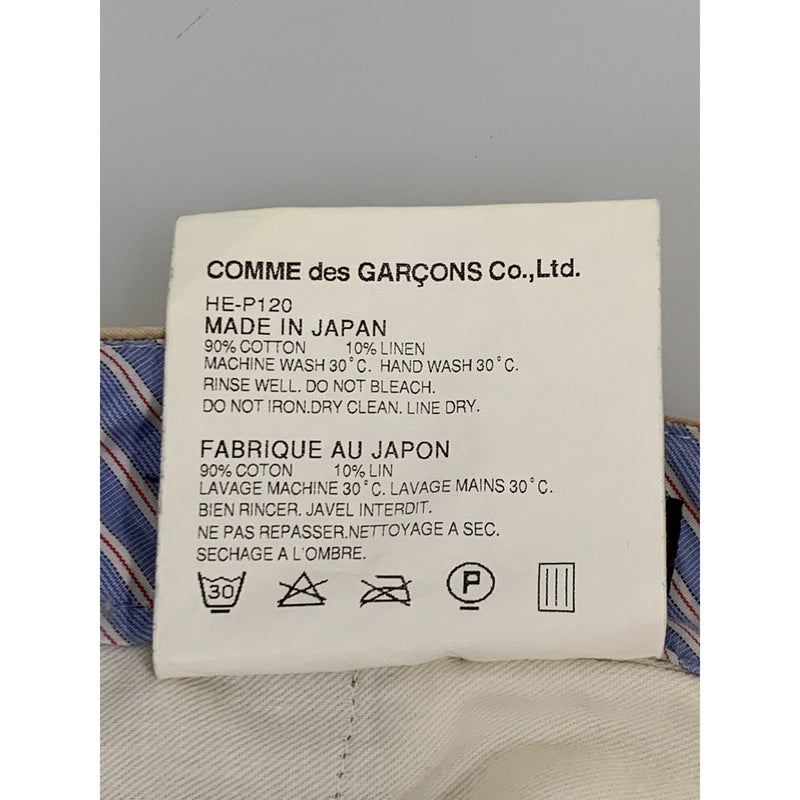 COMME des GARÇONS Co.,Ltd.
HE-P120
MADE IN JAPAN
90% COTTON 10% LINEN
MACHINE WASH 30°C. HAND WASH 30°C.
RINSE WELL. DO NOT BLEACH.
DO NOT IRON.DRY CLEAN. LINE DRY.
FABRIQUE AU JAPON
90% COTON 10% LIN
LAVAGE MACHINE 30°C. LAVAGE MAINS 30°C.
BIEN RINCER. JAVEL INTERDIT.
NE PAS REPASSER.NETTOYAGE A SEC.
SECHAGE A L'OMBRE.
30 P